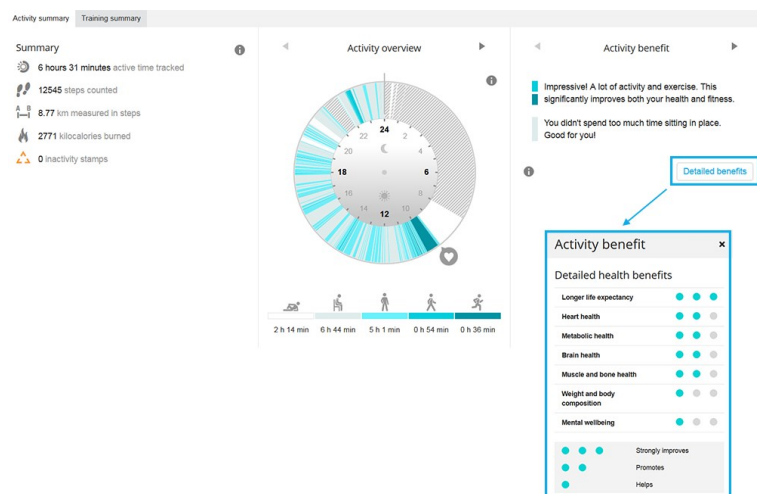 Activity summary
Training summary
Summary
6 hours 31 minutes active time tracked
12545 steps counted
A B
8.77 km measured in steps
2771 kilocalories burned
0 inactivity stamps
Activity overview
24
22
2
20
4
18
6
16
8
14
10
12
2 h 14 min
6 h 44 min
5 h 1 min
0 h 54 min
0 h 36 min
Activity benefit
Impressive! A lot of activity and exercise. This
significantly improves both your health and fitness.
You didn't spend too much time sitting in place.
Good for you!
Detailed benefits
Activity benefit
Detailed health benefits
Longer life expectancy
Heart health
Metabolic health
Brain health
Muscle and bone health
Weight and body
composition
Mental wellbeing
Strongly improves
Promotes
Helps